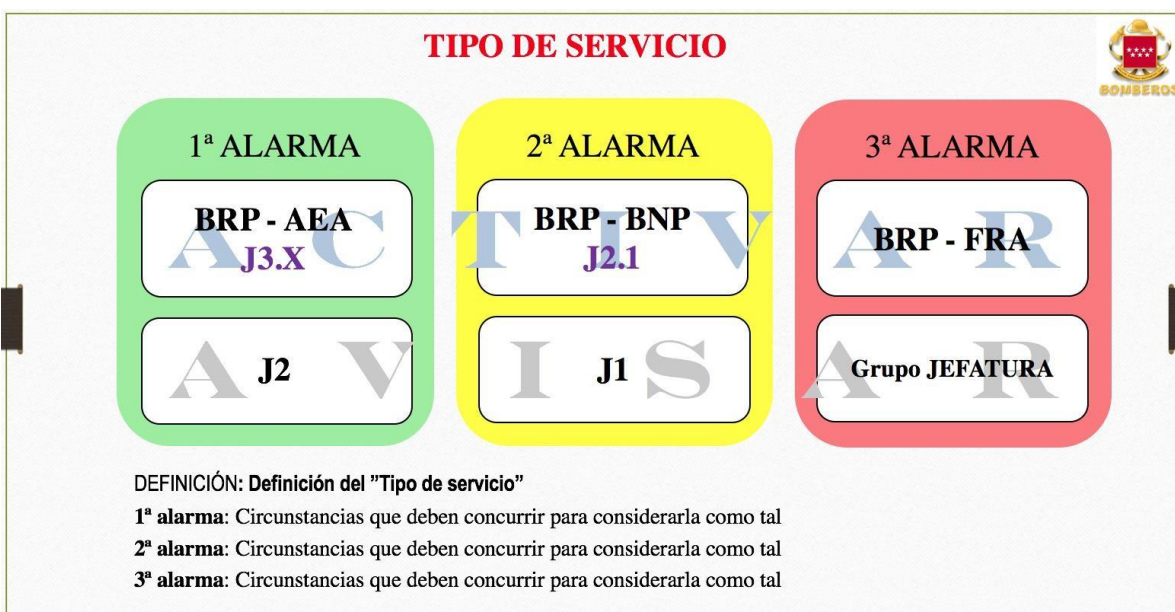 TIPO DE SERVICIO
BOMBEROS
1ª ALARMA
BRP - AEA
J3.X
J2
2ª ALARMA
BRP - BNP
J2.1
J1
3ª ALARMA
BRP - FRA
Grupo JEFATURA
ACTIVAR
AVISAR
DEFINICIÓN: Definición del ”Tipo de servicio”
1ª alarma: Circunstancias que deben concurrir para considerarla como tal
2ª alarma: Circunstancias que deben concurrir para considerarla como tal
3ª alarma: Circunstancias que deben concurrir para considerarla como tal